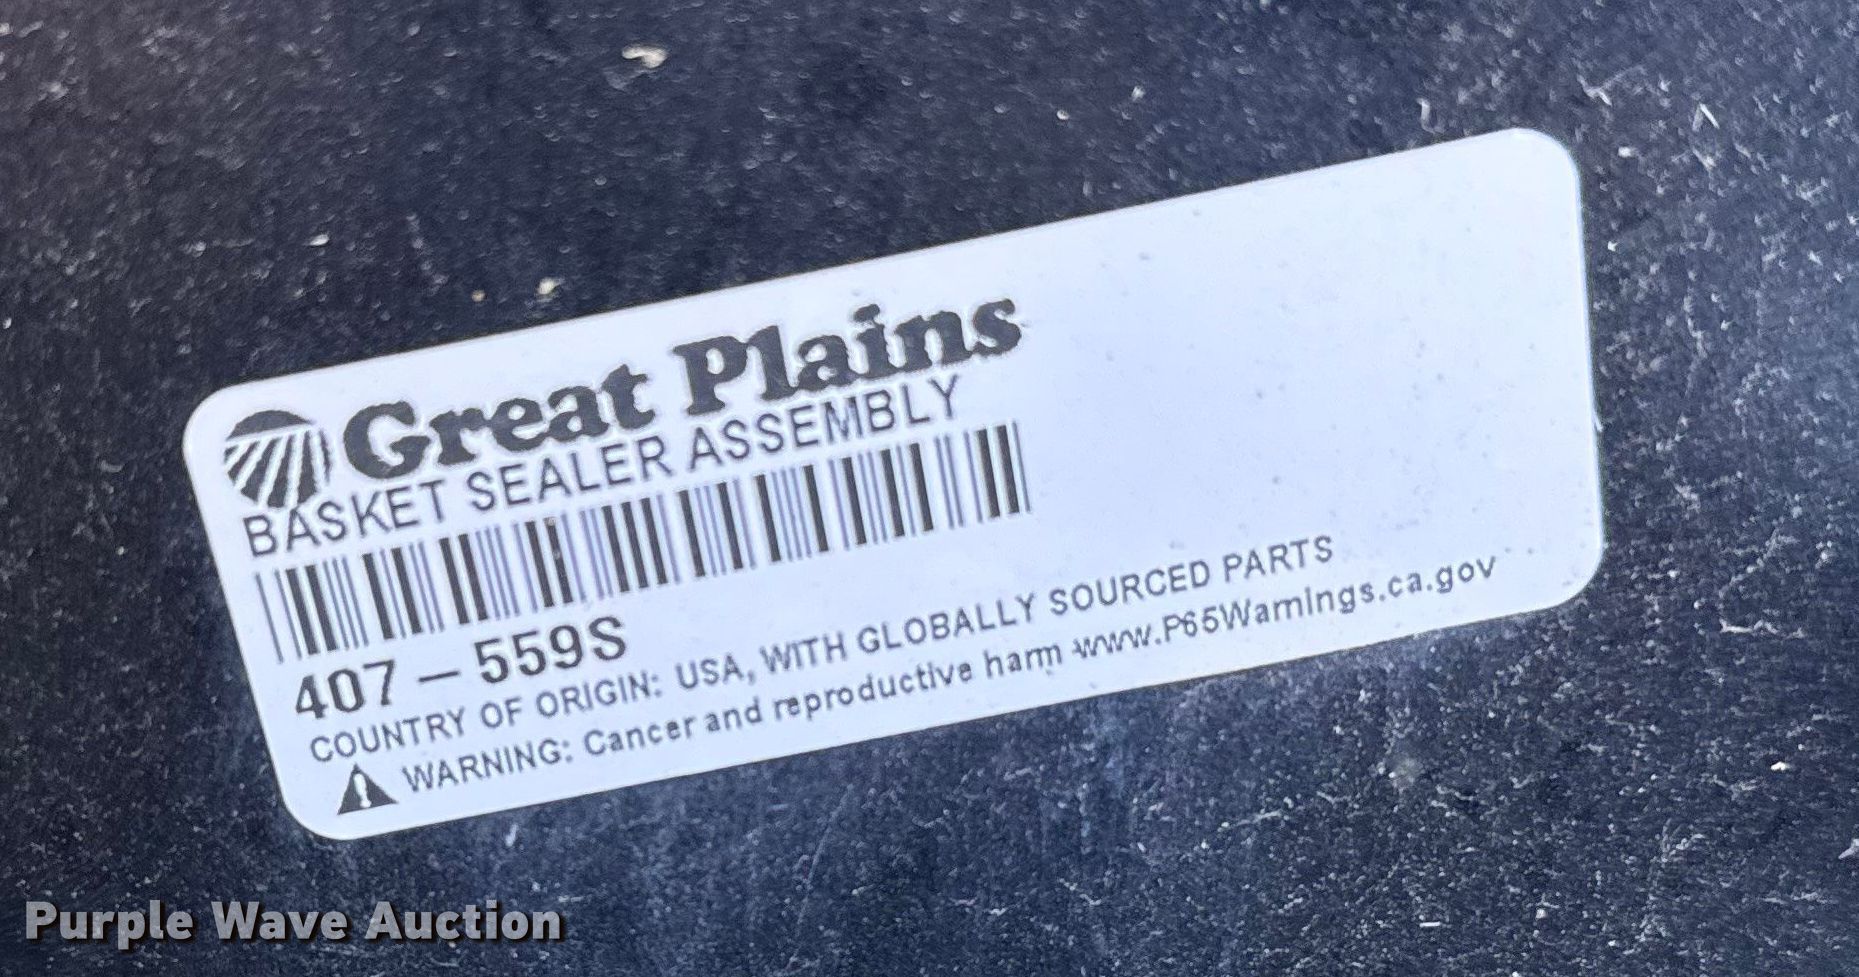 Great Plains
BASKET SEALER ASSEMBLY
407-559S
COUNTRY OF ORIGIN: USA, WITH GLOBALLY SOURCED PARTS
WARNING: Cancer and reproductive harm www.P65Warnings.ca.gov
Purple Wave Auction